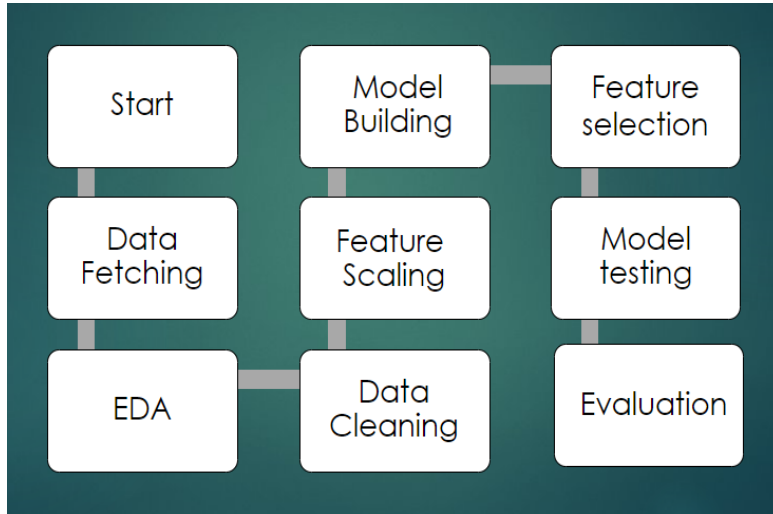 Start
Data
Fetching
EDA
Data
Cleaning
Feature
Scaling
Model
Building
Feature
selection
Model
testing
Evaluation